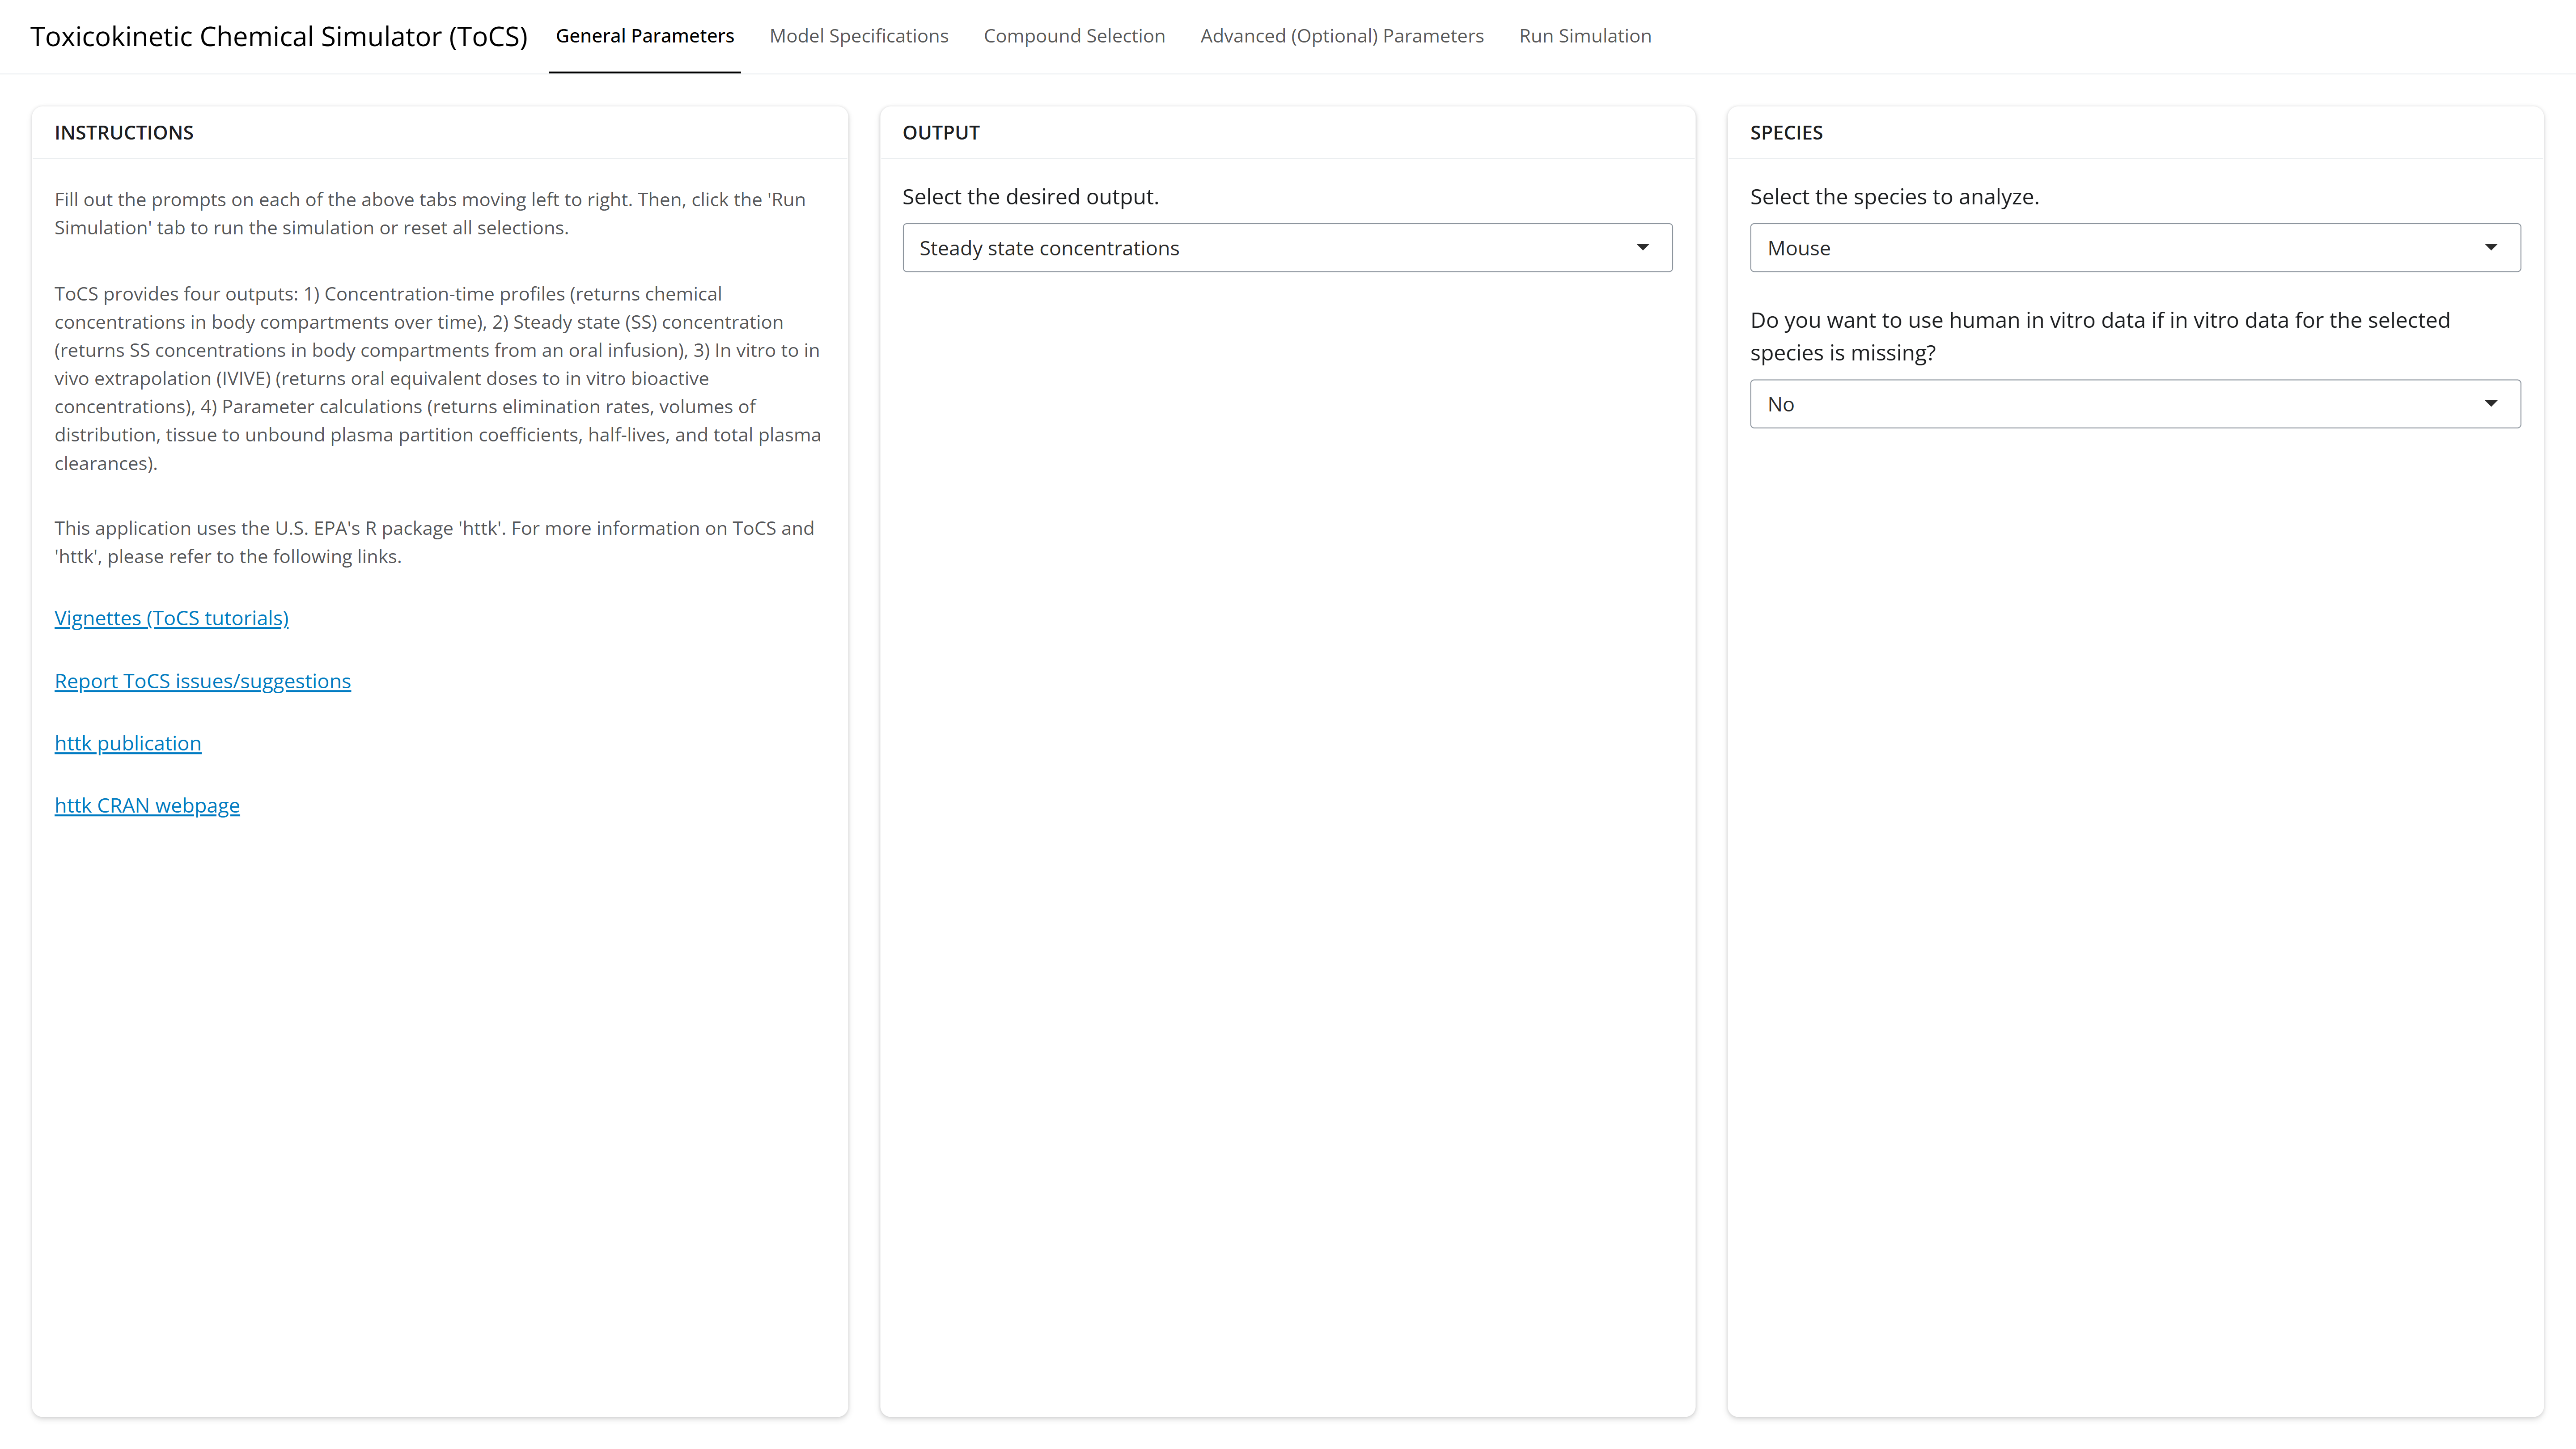 Toxicokinetic Chemical Simulator (ToCS)
General Parameters
Model Specifications
Compound Selection
Advanced (Optional) Parameters
Run Simulation
INSTRUCTIONS
Fill out the prompts on each of the above tabs moving left to right. Then, click the 'Run
Simulation' tab to run the simulation or reset all selections.
ToCS provides four outputs: 1) Concentration-time profiles (returns chemical
concentrations in body compartments over time), 2) Steady state (SS) concentration
(returns SS concentrations in body compartments from an oral infusion), 3) In vitro to in
vivo extrapolation (IVIVE) (returns oral equivalent doses to in vitro bioactive
concentrations), 4) Parameter calculations (returns elimination rates, volumes of
distribution, tissue to unbound plasma partition coefficients, half-lives, and total plasma
clearances).
This application uses the U.S. EPA's R package 'httk'. For more information on ToCS and
'httk', please refer to the following links.
Vignettes (ToCS tutorials)
Report ToCS issues/suggestions
httk publication
httk CRAN webpage
OUTPUT
Select the desired output.
Steady state concentrations
SPECIES
Select the species to analyze.
Mouse
Do you want to use human in vitro data if in vitro data for the selected
species is missing?
No